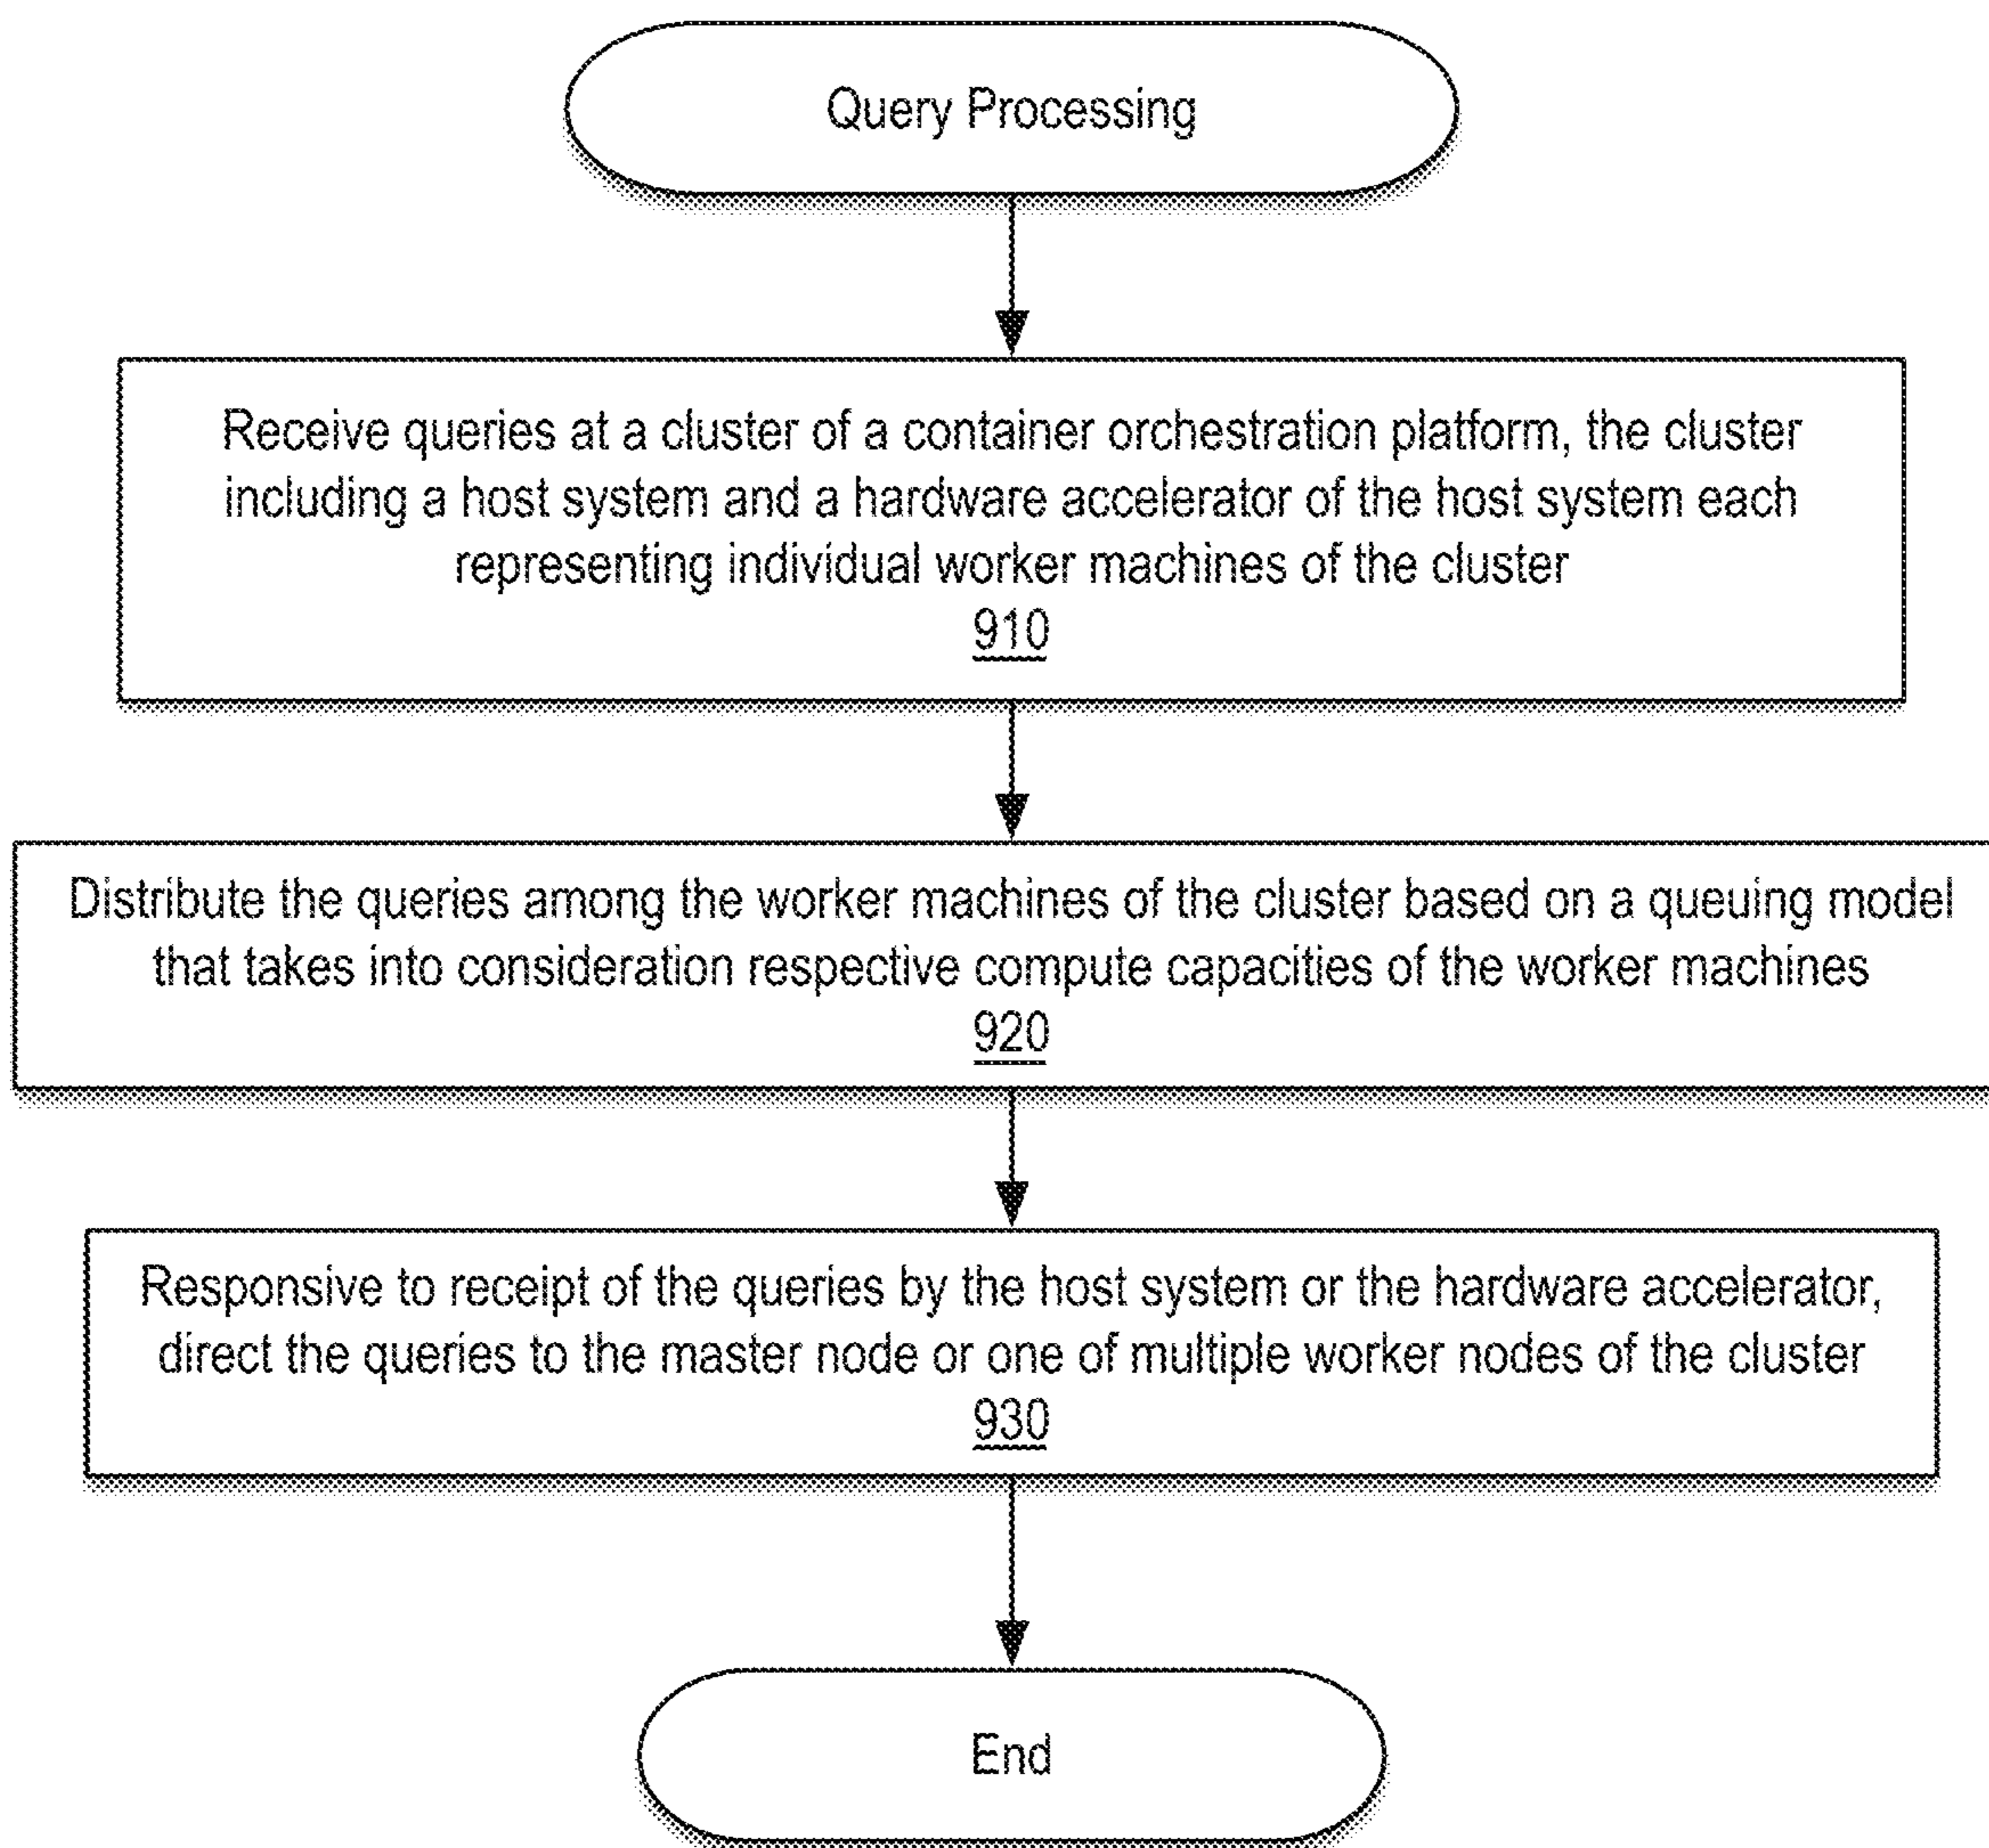 Query Processing
Receive queries at a cluster of a container orchestration platform, the cluster
including a host system and a hardware accelerator of the host system each
representing individual worker machines of the cluster
910
Distribute the queries among the worker machines of the cluster based on a queuing model
that takes into consideration respective compute capacities of the worker machines
920
Responsive to receipt of the queries by the host system or the hardware accelerator,
direct the queries to the master node or one of multiple worker nodes of the cluster
930
End